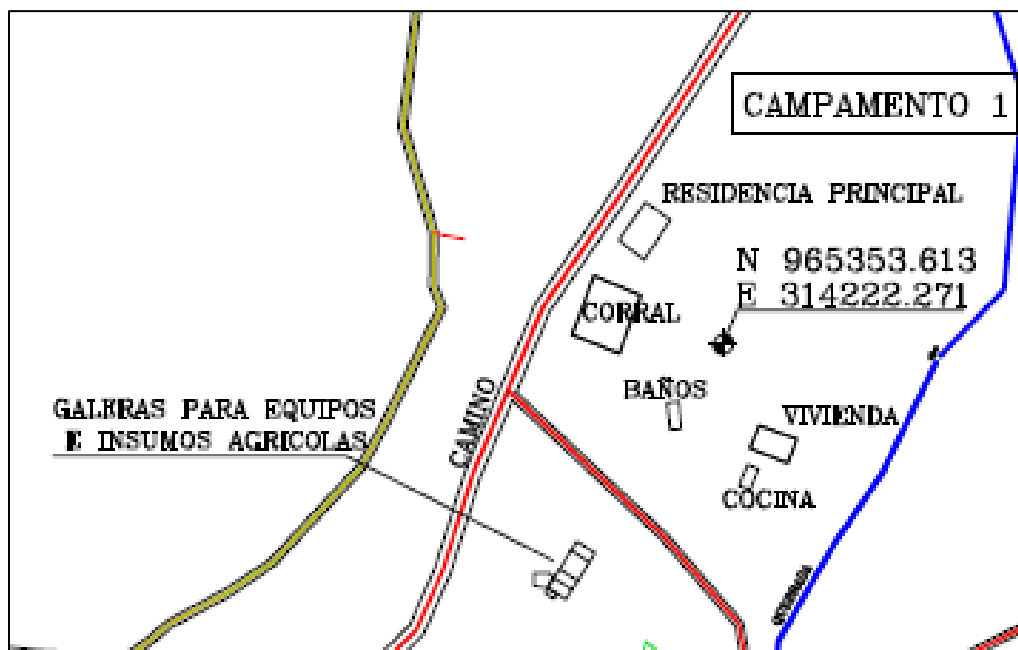 CAMPAMENTO 1
RESIDENCIA PRINCIPAL
N 965353.613
E 314222.271
CORRAL
BAÑOS
GALERAS PARA EQUIPOS
E INSUMOS AGRICOLAS
CAMINO
VIVIENDA
COCINA